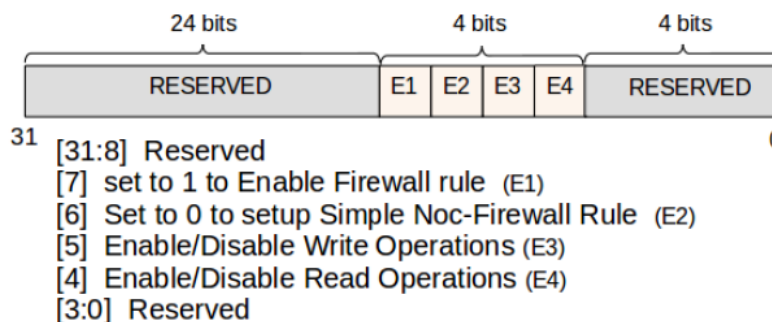 24 bits 4 bits 4 bits
RESERVED E1 E2 E3 E4 RESERVED
31
[31:8] Reserved
[7] set to 1 to Enable Firewall rule (E1)
[6] Set to 0 to setup Simple Noc-Firewall Rule (E2)
[5] Enable/Disable Write Operations (E3)
[4] Enable/Disable Read Operations (E4)
[3:0] Reserved